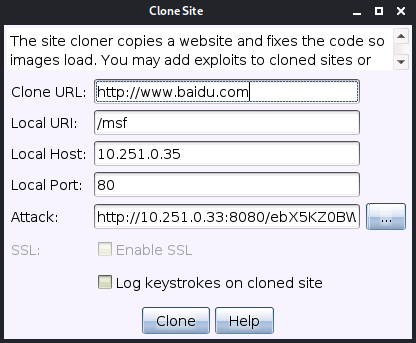 Clone Site
The site cloner copies a website and fixes the code so
images load. You may add exploits to cloned sites or
Clone URL: http://www.baidu.com
Local URI: /msf
Local Host: 10.251.0.35
Local Port: 80
Attack: http://10.251.0.33:8080/ebX5KZ0BW ...
SSL: Enable SSL
Log keystrokes on cloned site
Clone Help